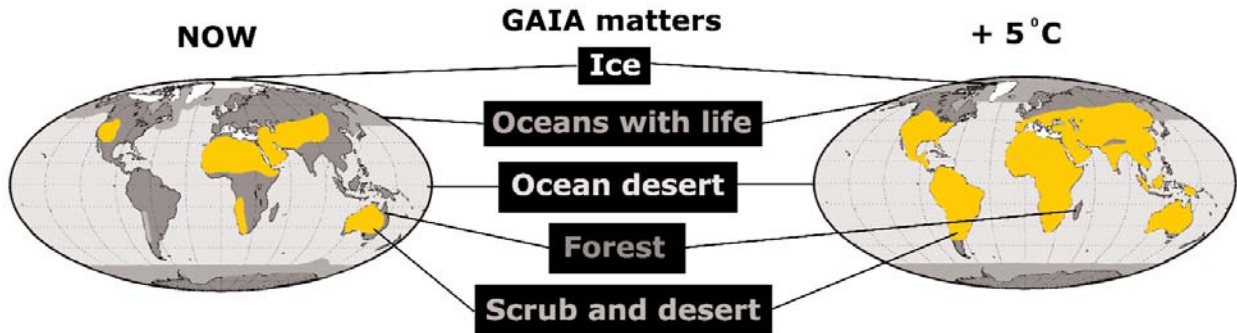 GAIA matters
NOW
+ 5°C
Ice
Oceans with life
Ocean desert
Forest
Scrub and desert